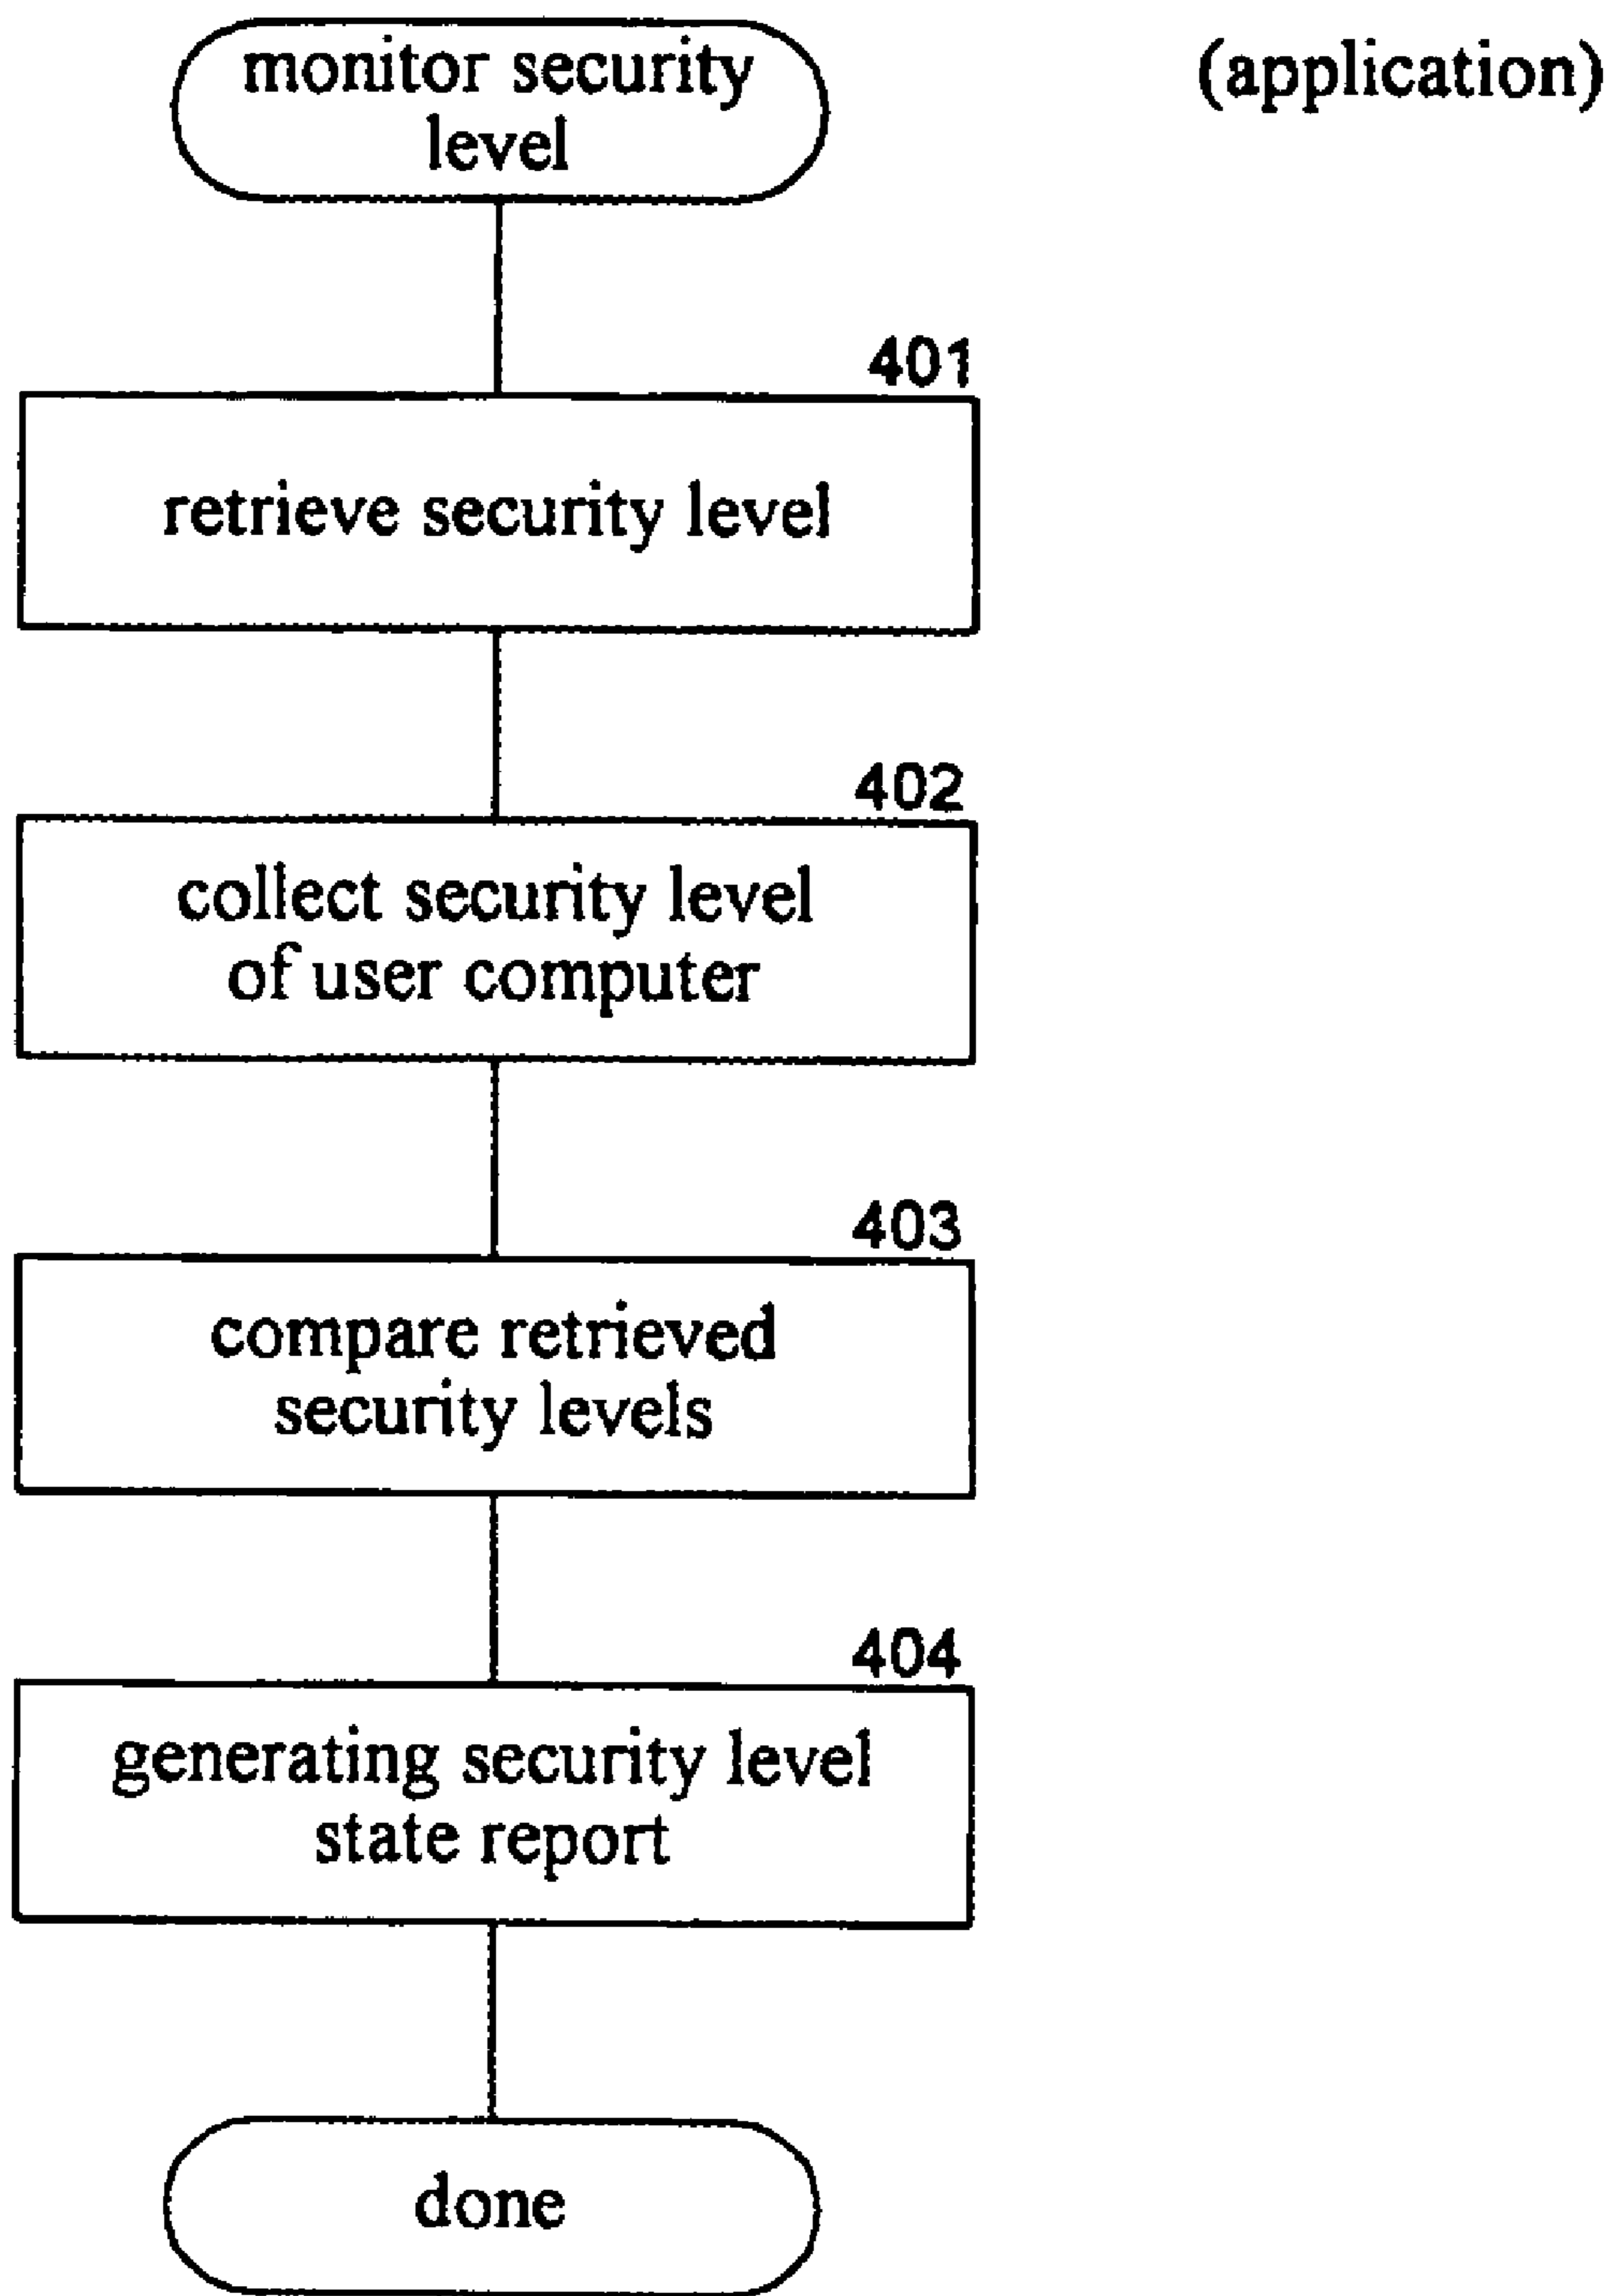 monitor security
level
(application)
401
retrieve security level
402
collect security level
of user computer
403
compare retrieved
security levels
404
generating security level
state report
done